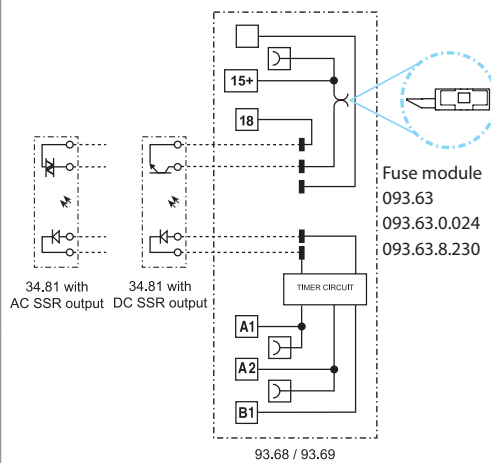 15+
18
Fuse module
093.63
093.63.0.024
093.63.8.230
34.81 with
AC SSR output
34.81 with
DC SSR output
TIMER CIRCUIT
A1
A2
B1
93.68 / 93.69